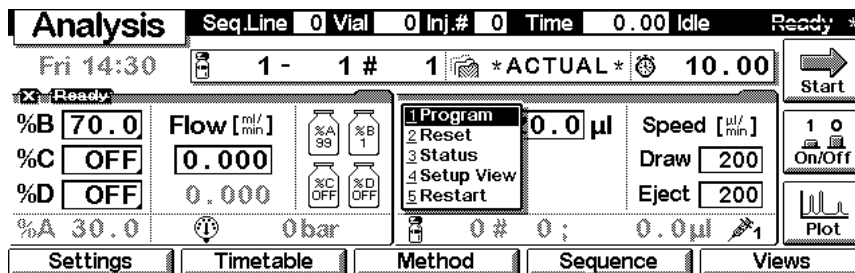 Analysis Seq.Line 0 Vial 0 Inj.# 0 Time 0.00 Idle Ready *
Fri 14:30 1 - 1 # 1 *ACTUAL* 10.00 Start
X Ready
%B 70.0 Flow [ml/min] %A 99 %B 1
%C OFF 0.000 %C OFF %D OFF
%D OFF 0.000
%A 30.0 0bar
1 Program
2 Reset
3 Status
4 Setup View
5 Restart
0.0 µl Speed [µl/min]
Draw 200
Eject 200
0 # 0 ; 0.0µl 1
1 0
On/Off
Plot
Settings Timetable Method Sequence Views